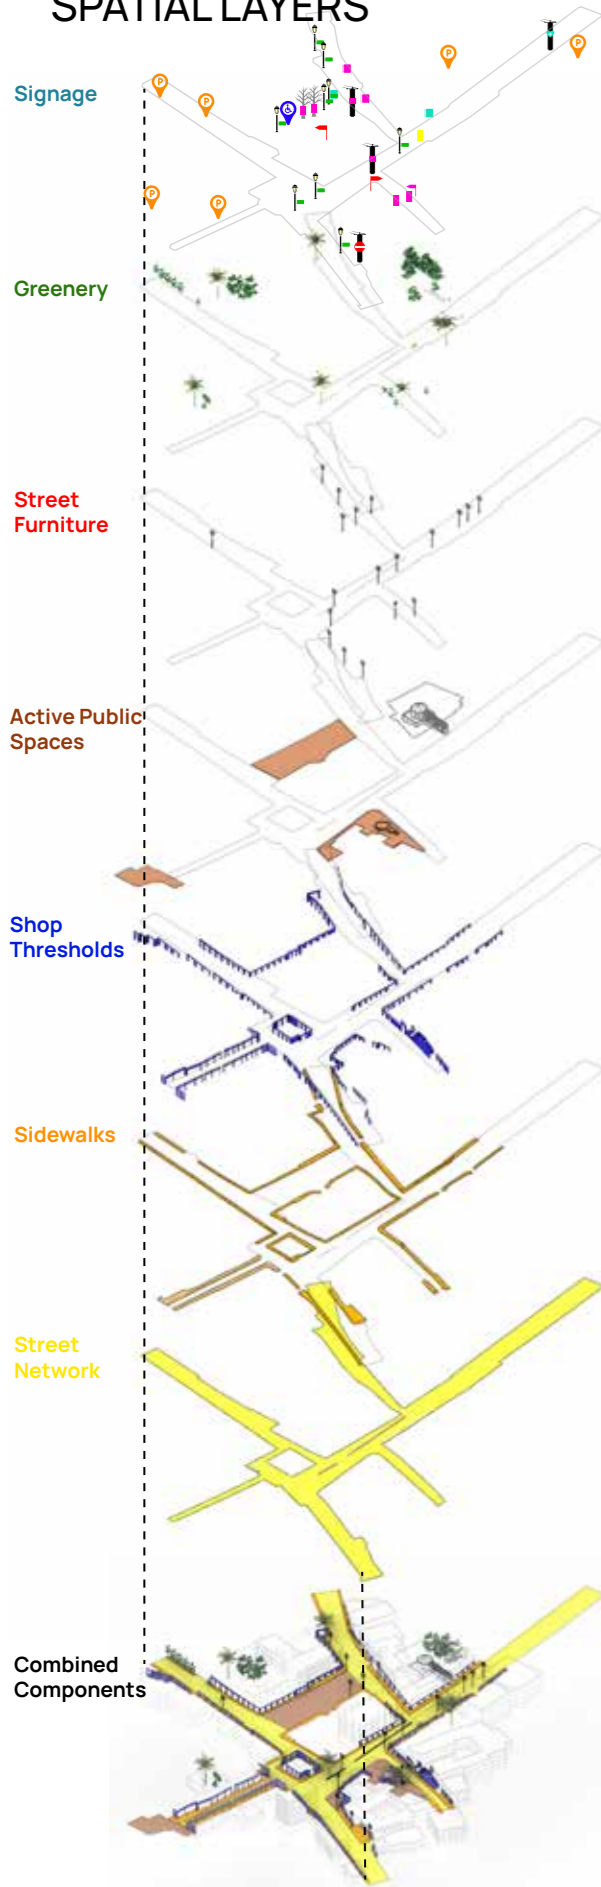 SPATIAL LAYERS
P
P
P
P
P
P
Signage
Greenery
Street
Furniture
Active Public
Spaces
Shop
Thresholds
Sidewalks
Street
Network
Combined
Components